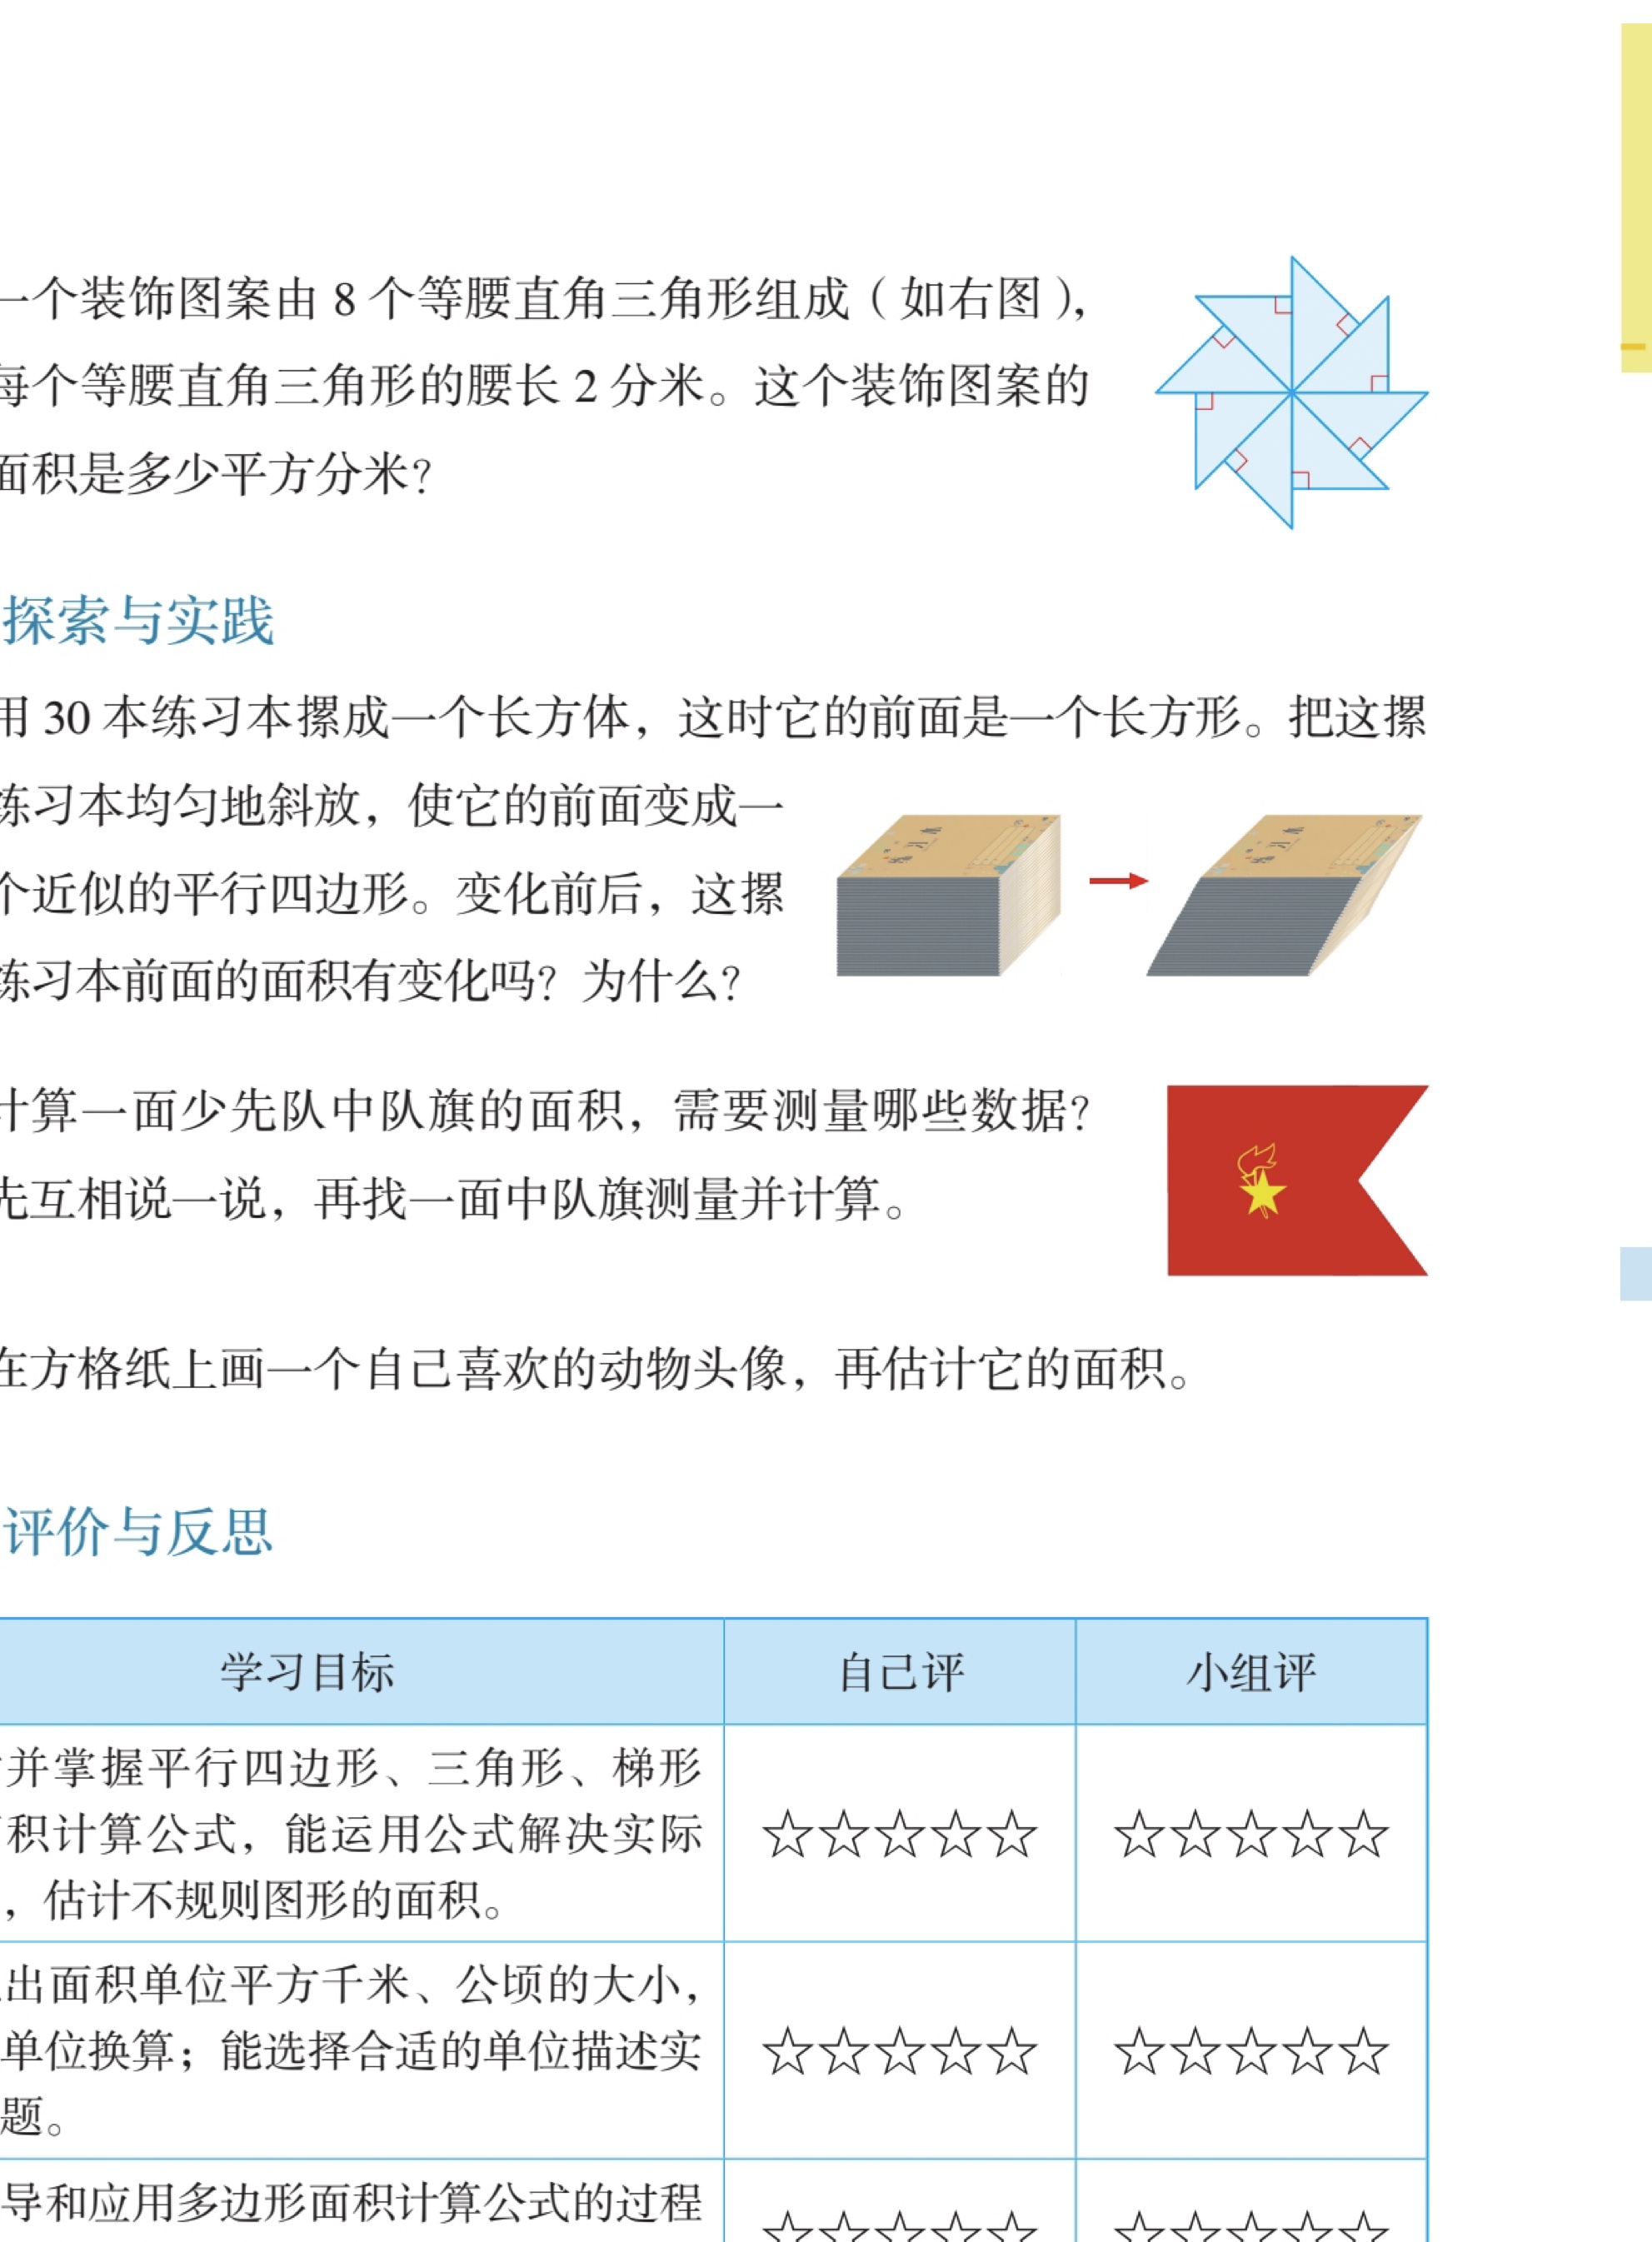 一个装饰图案由 8 个等腰直角三角形组成（如右图），
每个等腰直角三角形的腰长 2 分米。这个装饰图案的
面积是多少平方分米？
探索与实践
用 30 本练习本摞成一个长方体，这时它的前面是一个长方形。把这摞
练习本均匀地斜放，使它的前面变成一
个近似的平行四边形。变化前后，这摞
练习本前面的面积有变化吗？为什么？
计算一面少先队中队旗的面积，需要测量哪些数据？
先互相说一说，再找一面中队旗测量并计算。
在方格纸上画一个自己喜欢的动物头像，再估计它的面积。
评价与反思
学习目标 自己评 小组评
并掌握平行四边形、三角形、梯形
积计算公式，能运用公式解决实际
，估计不规则图形的面积。
☆☆☆☆☆ ☆☆☆☆☆
出面积单位平方千米、公顷的大小，
单位换算；能选择合适的单位描述实
题。
☆☆☆☆☆ ☆☆☆☆☆
导和应用多边形面积计算公式的过程
☆☆☆☆☆ ☆☆☆☆☆